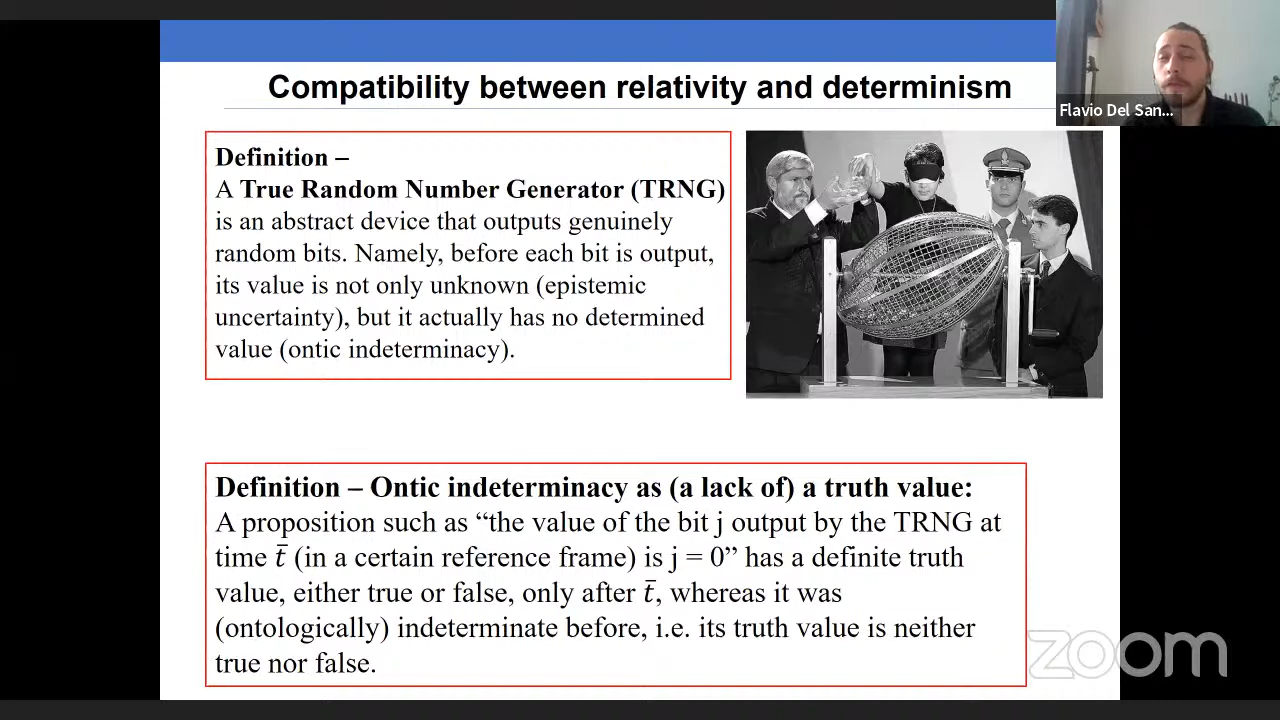 Compatibility between relativity and determinism
Flavio Del San...
Definition –
A True Random Number Generator (TRNG)
is an abstract device that outputs genuinely
random bits. Namely, before each bit is output,
its value is not only unknown (epistemic
uncertainty), but it actually has no determined
value (ontic indeterminacy).
Definition – Ontic indeterminacy as (a lack of) a truth value:
A proposition such as “the value of the bit j output by the TRNG at
time t̄ (in a certain reference frame) is j = 0” has a definite truth
value, either true or false, only after t̄, whereas it was
(ontologically) indeterminate before, i.e. its truth value is neither
true nor false.
zoom